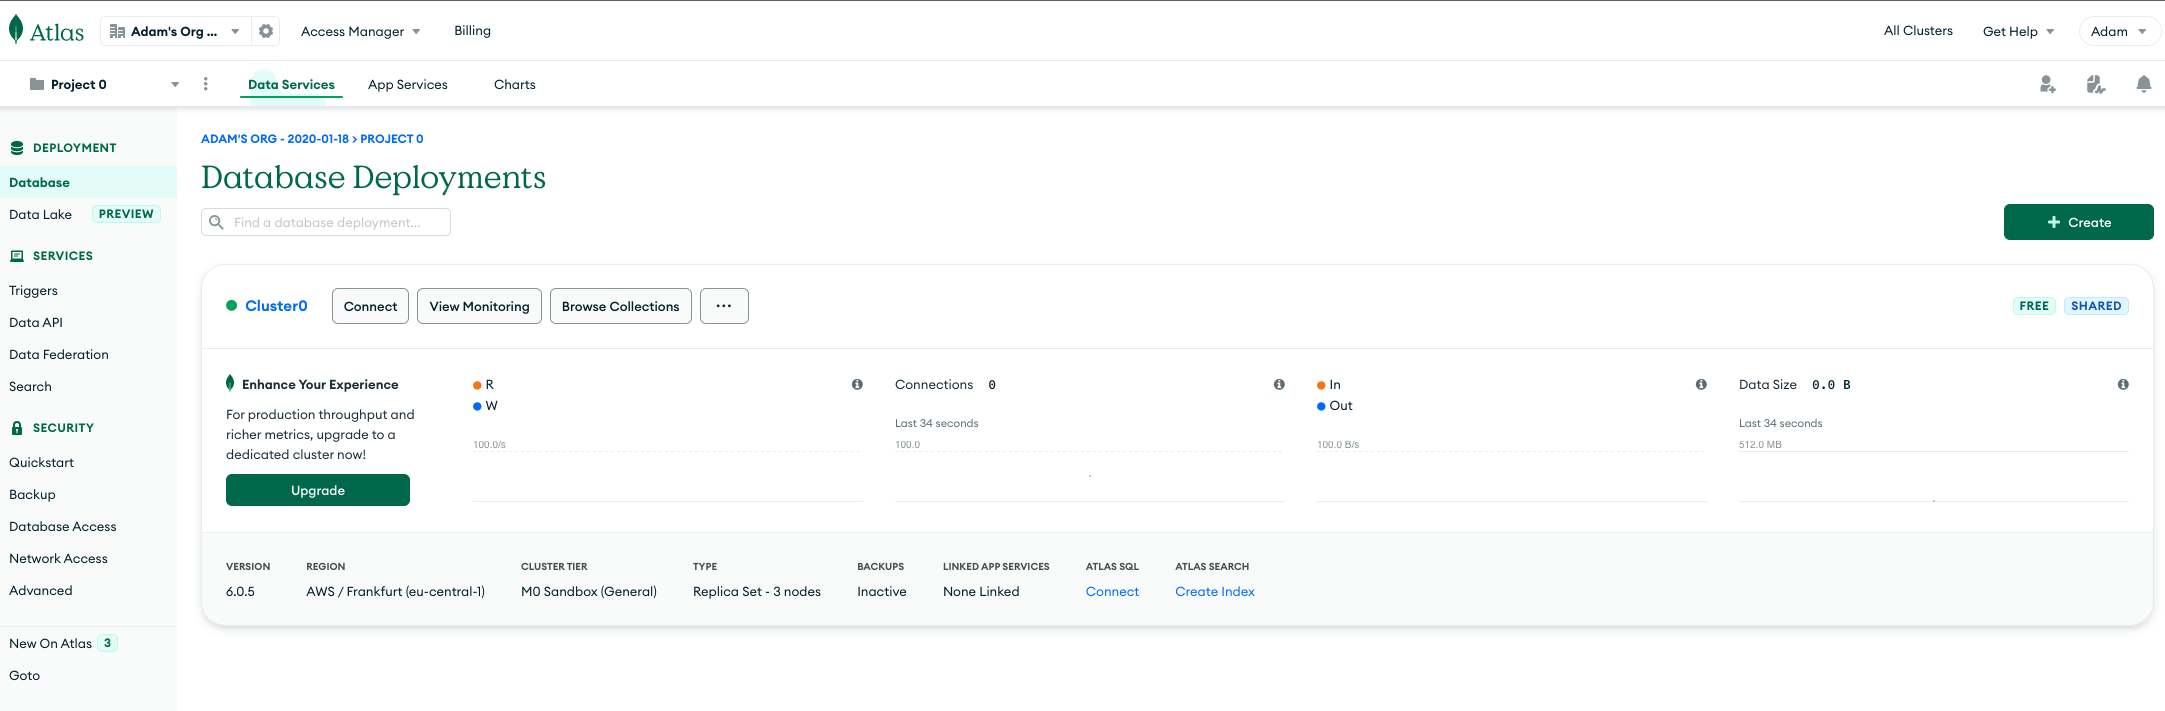 Atlas
Adam's Org ...
Access Manager
Billing
All Clusters
Get Help
Adam
Project 0
Data Services
App Services
Charts
DEPLOYMENT
Database
Data Lake PREVIEW
SERVICES
Triggers
Data API
Data Federation
Search
SECURITY
Quickstart
Backup
Database Access
Network Access
Advanced
New On Atlas 3
Goto
ADAM'S ORG - 2020-01-18 > PROJECT 0
Database Deployments
Find a database deployment...
+ Create
Cluster0
Connect
View Monitoring
Browse Collections
...
FREE
SHARED
Enhance Your Experience
For production throughput and
richer metrics, upgrade to a
dedicated cluster now!
Upgrade
R
W
100.0/s
Connections 0
Last 34 seconds
100.0
In
Out
100.0 B/s
Data Size 0.0 B
Last 34 seconds
512.0 MB
VERSION
6.0.5
REGION
AWS / Frankfurt (eu-central-1)
CLUSTER TIER
M0 Sandbox (General)
TYPE
Replica Set - 3 nodes
BACKUPS
Inactive
LINKED APP SERVICES
None Linked
ATLAS SQL
Connect
ATLAS SEARCH
Create Index